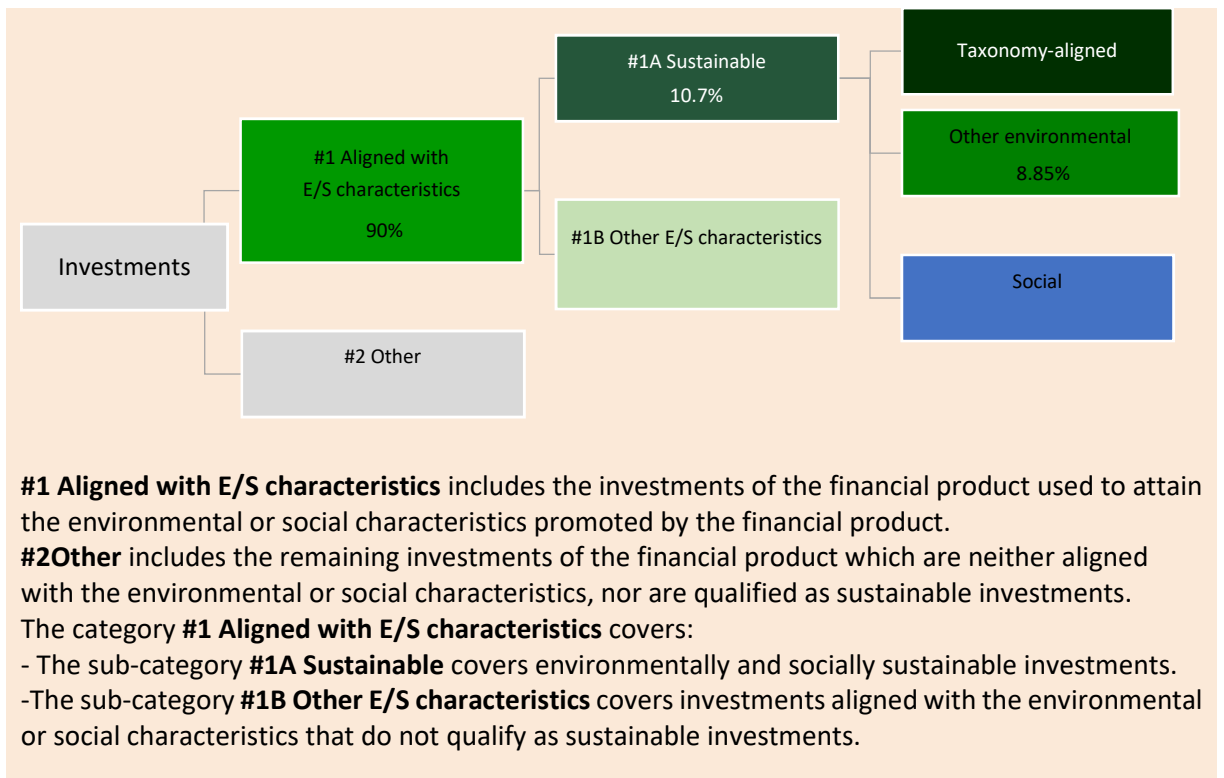 #1A Sustainable
10.7%
Taxonomy-aligned
Other environmental
8.85%
#1 Aligned with
E/S characteristics
90%
#1B Other E/S characteristics
Investments
Social
#2 Other
#1 Aligned with E/S characteristics includes the investments of the financial product used to attain
the environmental or social characteristics promoted by the financial product.
#2Other includes the remaining investments of the financial product which are neither aligned
with the environmental or social characteristics, nor are qualified as sustainable investments.
The category #1 Aligned with E/S characteristics covers:
- The sub-category #1A Sustainable covers environmentally and socially sustainable investments.
-The sub-category #1B Other E/S characteristics covers investments aligned with the environmental
or social characteristics that do not qualify as sustainable investments.